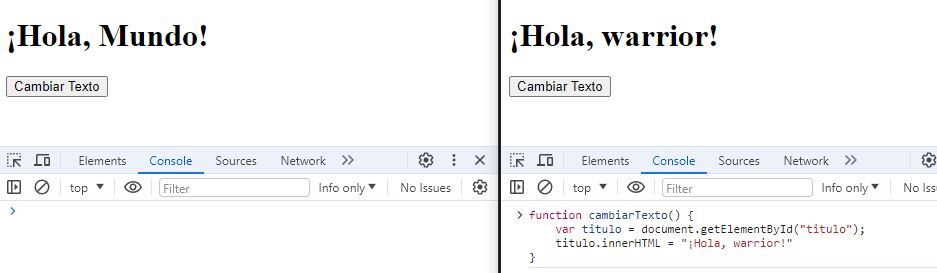 ¡Hola, Mundo!
Cambiar Texto
Elements Console Sources Network
top Filter Info only No Issues
¡Hola, warrior!
Cambiar Texto
Elements Console Sources Network
top Filter Info only No Iss
function cambiarTexto() {
var titulo = document.getElementById("titulo");
titulo.innerHTML = "¡Hola, warrior!"
}